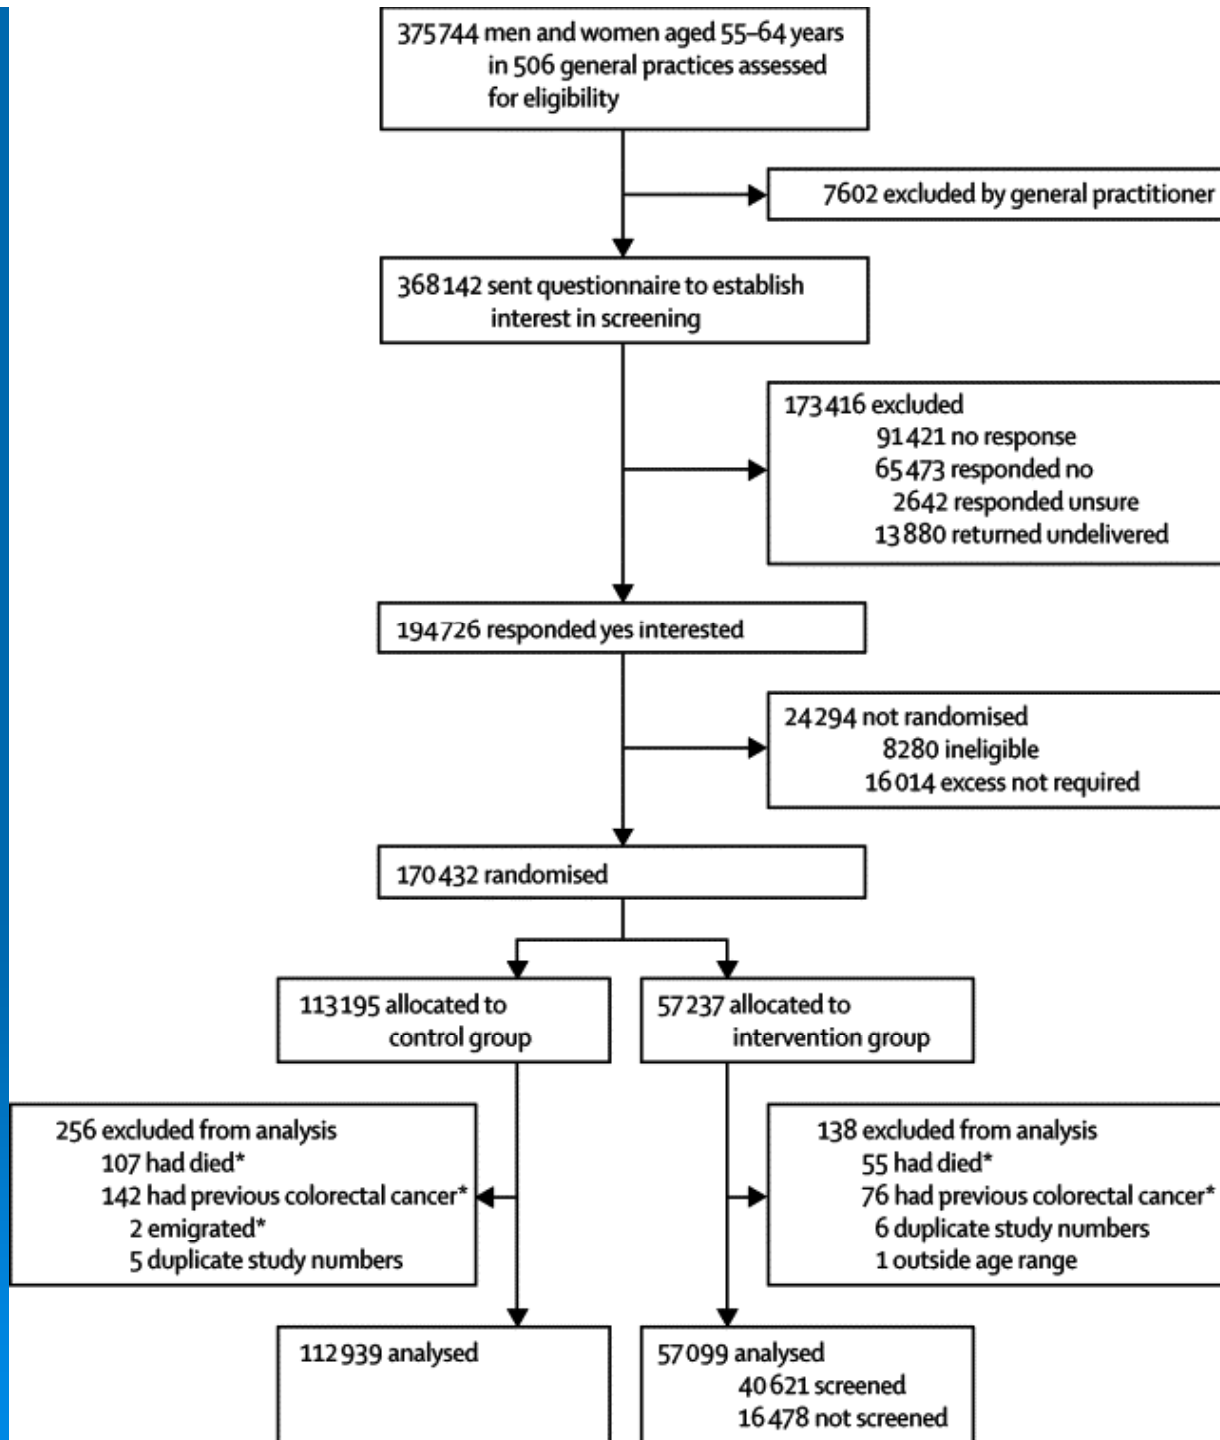 375744 men and women aged 55–64 years
in 506 general practices assessed
for eligibility
7602 excluded by general practitioner
368142 sent questionnaire to establish
interest in screening
173416 excluded
91421 no response
65473 responded no
2642 responded unsure
13880 returned undelivered
194726 responded yes interested
24294 not randomised
8280 ineligible
16014 excess not required
170432 randomised
113195 allocated to
control group
57237 allocated to
intervention group
256 excluded from analysis
107 had died*
142 had previous colorectal cancer*
2 emigrated*
5 duplicate study numbers
138 excluded from analysis
55 had died*
76 had previous colorectal cancer*
6 duplicate study numbers
1 outside age range
112939 analysed
57099 analysed
40621 screened
16478 not screened